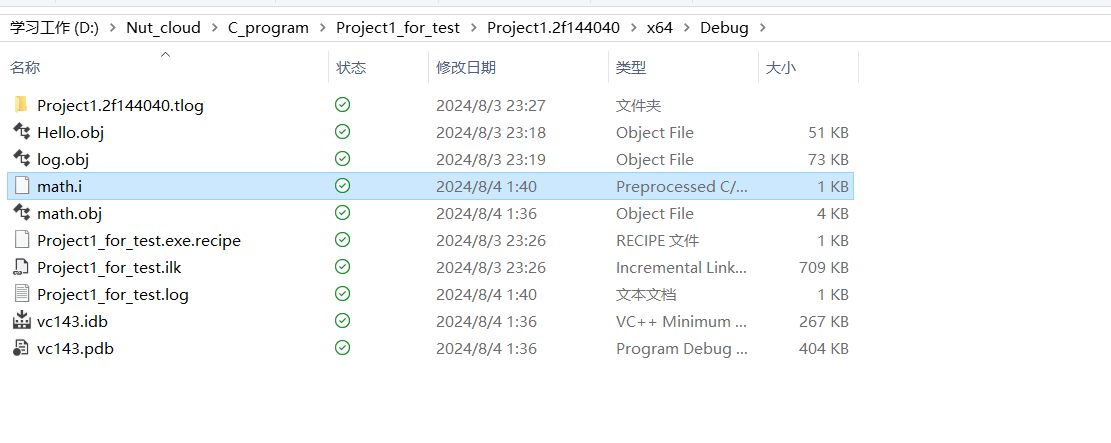 学习工作 (D:) > Nut_cloud > C_program > Project1_for_test > Project1.2f144040 > x64 > Debug >
名称 状态 修改日期 类型 大小
Project1.2f144040.tlog 2024/8/3 23:27 文件夹
Hello.obj 2024/8/3 23:18 Object File 51 KB
log.obj 2024/8/3 23:19 Object File 73 KB
math.i 2024/8/4 1:40 Preprocessed C/... 1 KB
math.obj 2024/8/4 1:36 Object File 4 KB
Project1_for_test.exe.recipe 2024/8/3 23:26 RECIPE 文件 1 KB
Project1_for_test.ilk 2024/8/3 23:26 Incremental Link... 709 KB
Project1_for_test.log 2024/8/4 1:40 文本文档 1 KB
vc143.idb 2024/8/4 1:36 VC++ Minimum ... 267 KB
vc143.pdb 2024/8/4 1:36 Program Debug ... 404 KB